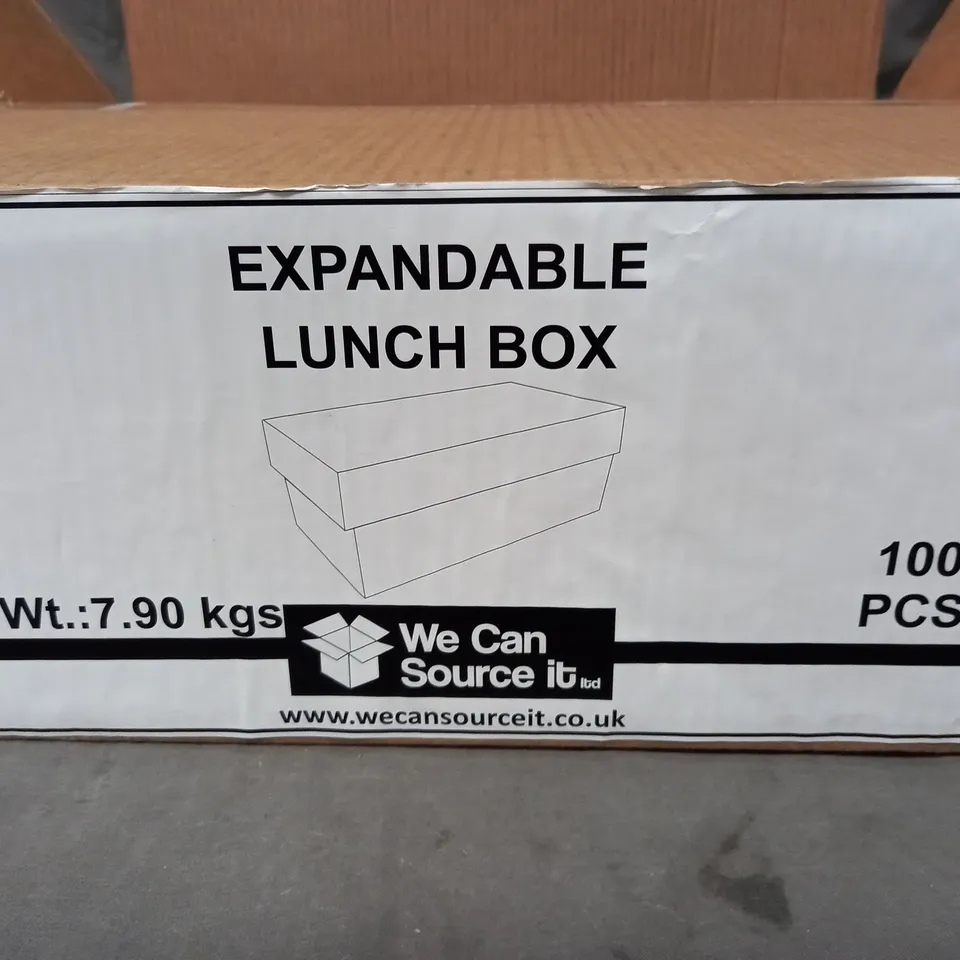 EXPANDABLE
LUNCH BOX
100
PCS
Wt.:7.90 kgs
We Can
Source it ltd
www.wecansourceit.co.uk